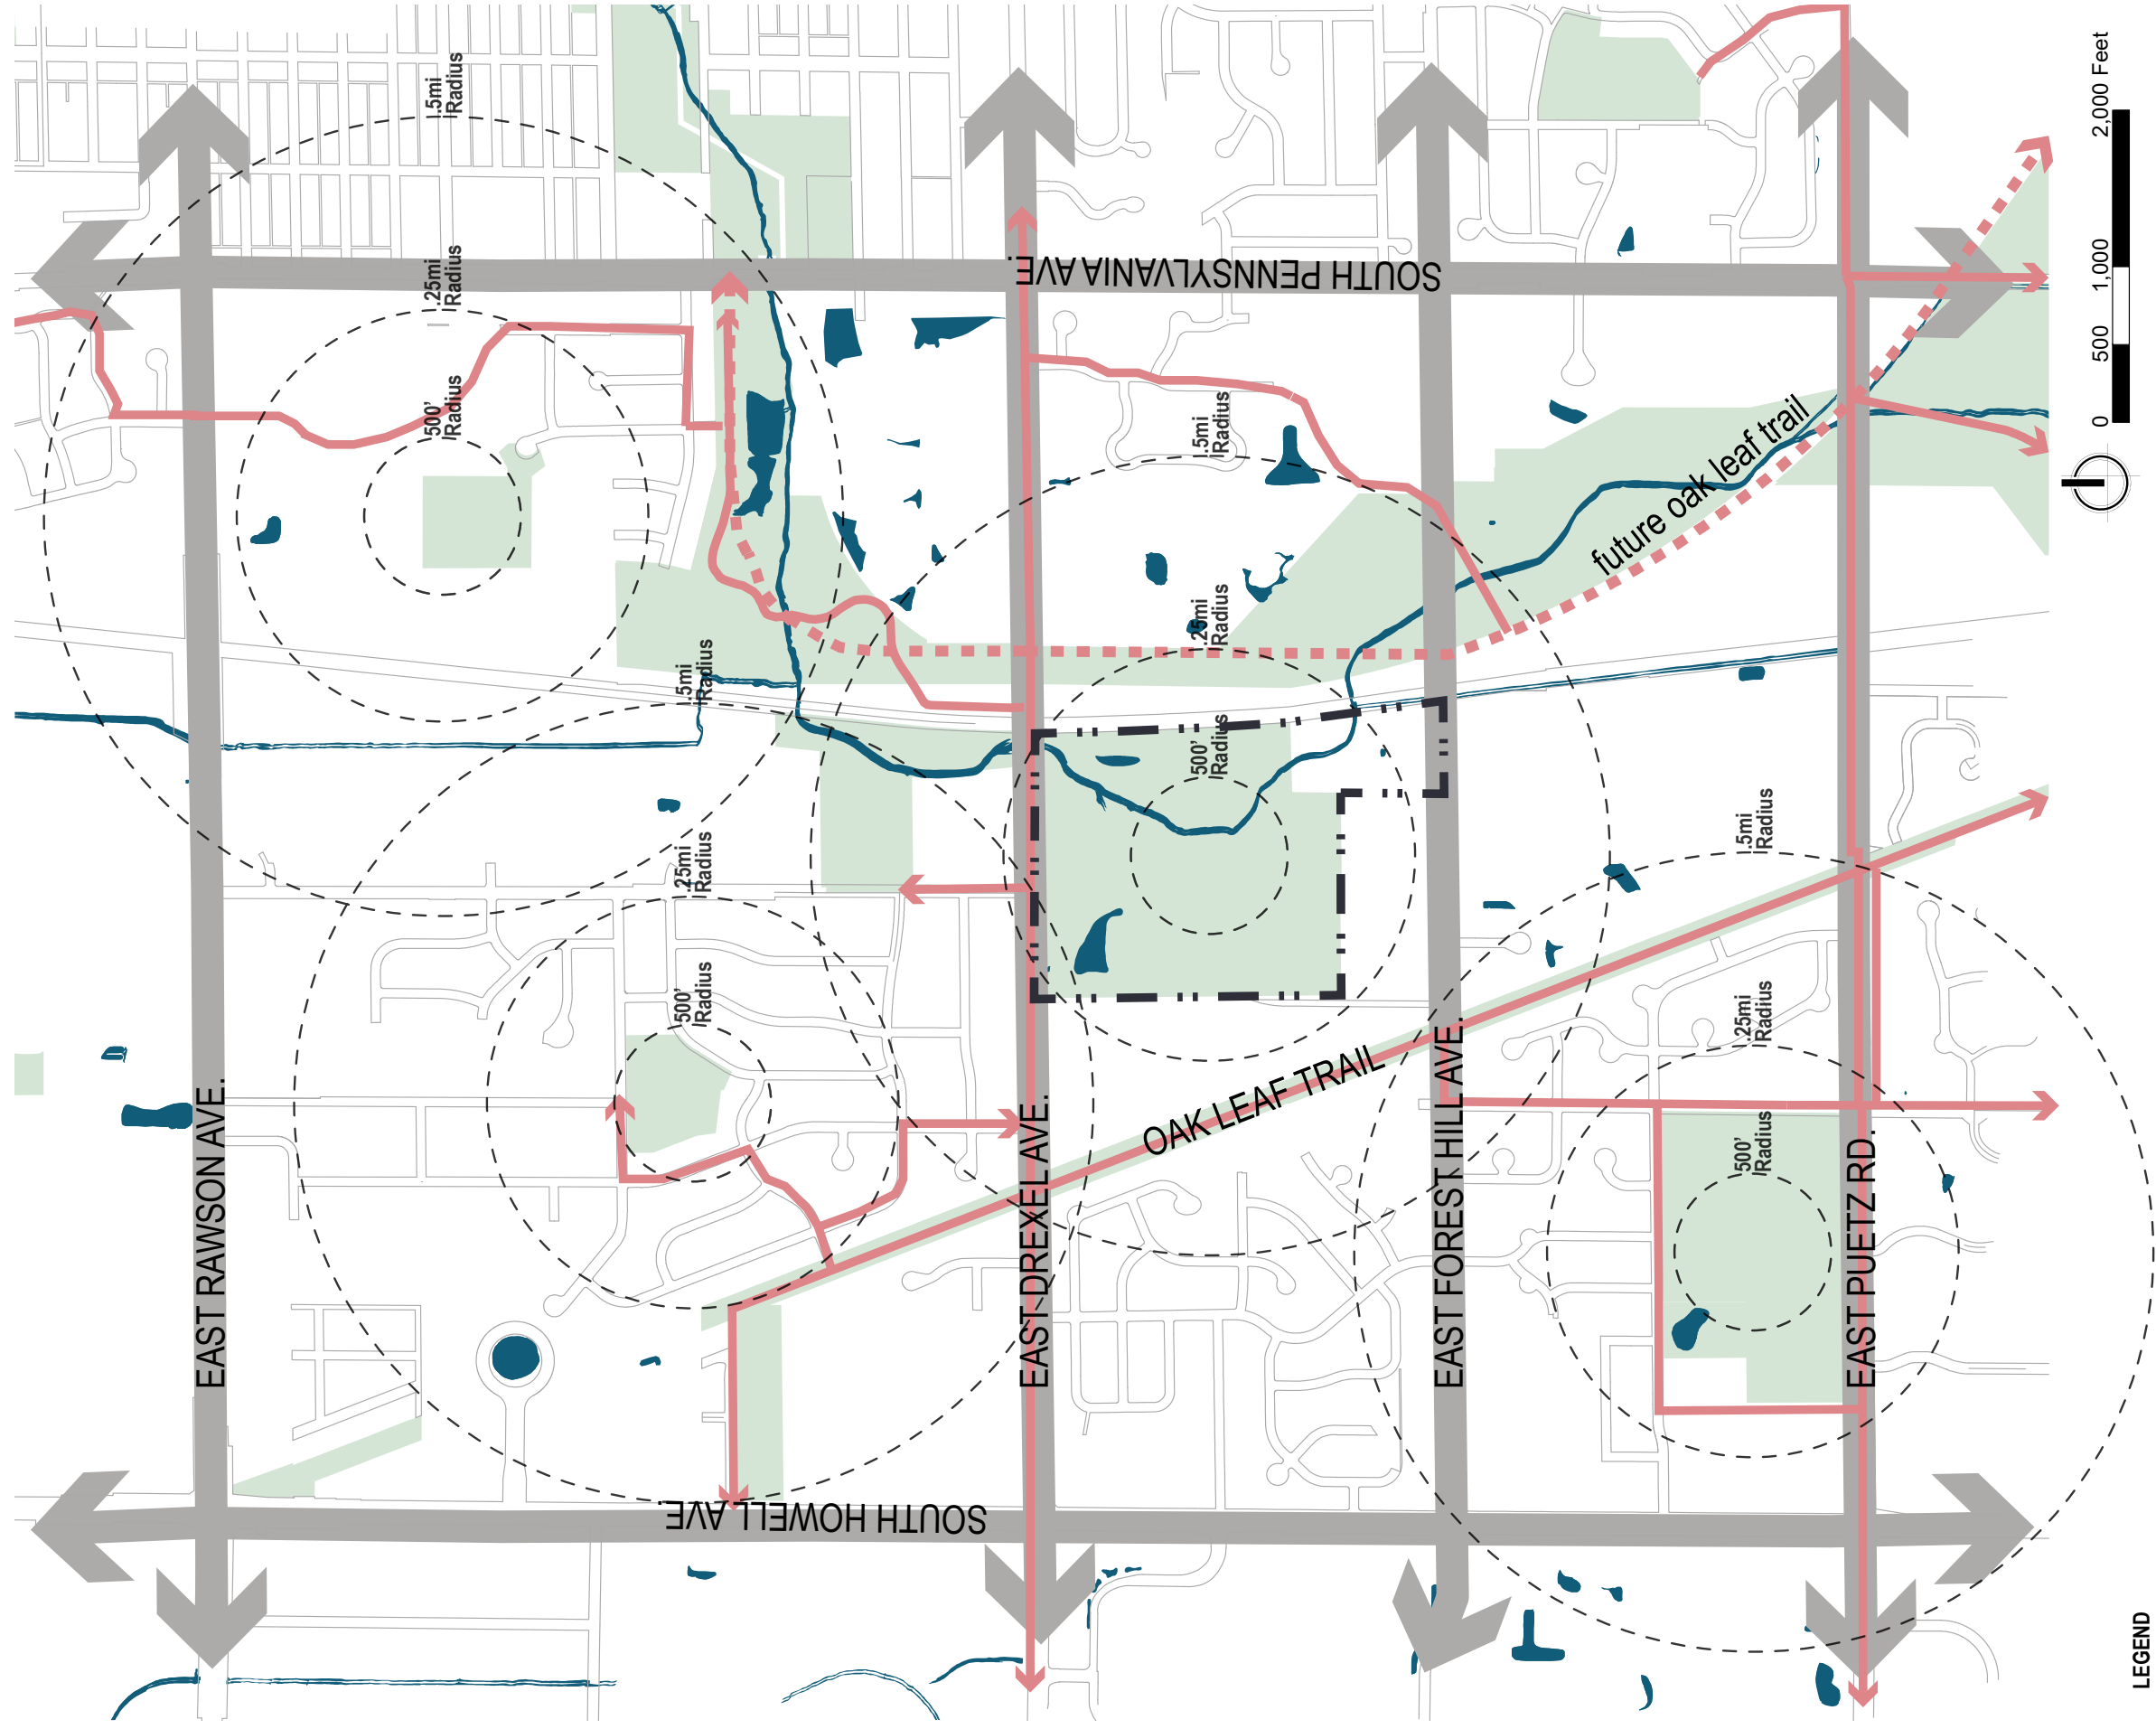 .5mi
Radius
.25mi
Radius
500'
Radius
.5mi
Radius
.25mi
Radius
500'
Radius
.5mi
Radius
.25mi
Radius
500'
Radius
.5mi
Radius
.25mi
Radius
500'
Radius
SOUTH PENNSYLVANIA AVE.
SOUTH HOWELL AVE.
EAST RAWSON AVE.
EAST DREXEL AVE.
EAST FOREST HILL AVE.
EAST PUETZ RD.
OAK LEAF TRAIL
future oak leaf trail
0 500 1,000 2,000 Feet
LEGEND